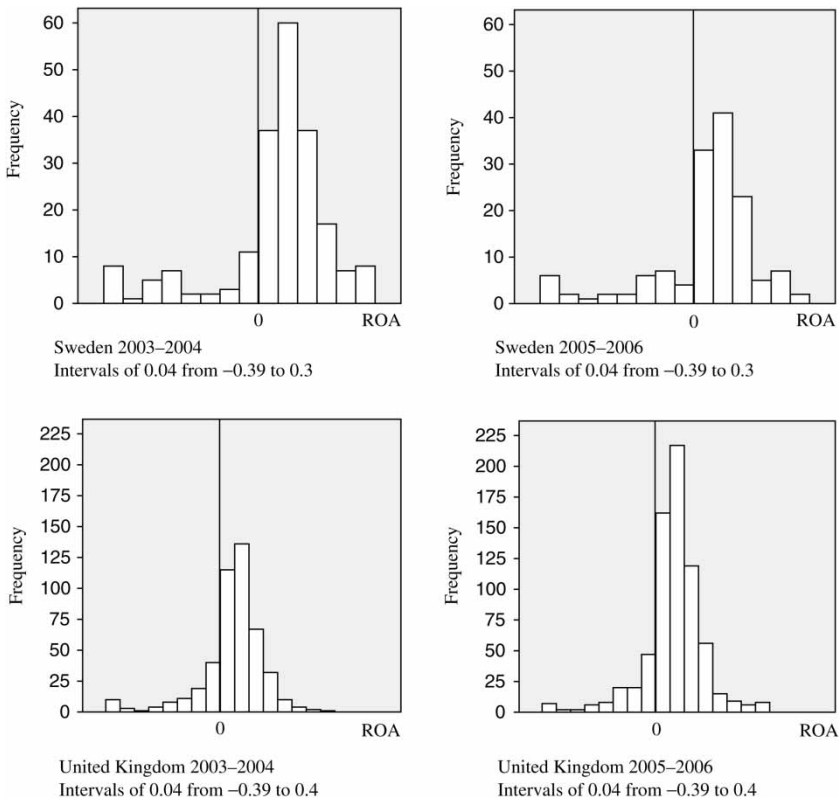 60
50
40
30
20
10
0
Frequency
0
ROA
Sweden 2003–2004
Intervals of 0.04 from −0.39 to 0.3
60
50
40
30
20
10
0
Frequency
0
ROA
Sweden 2005–2006
Intervals of 0.04 from −0.39 to 0.3
225
200
175
150
125
100
75
50
25
0
Frequency
0
ROA
United Kingdom 2003–2004
Intervals of 0.04 from −0.39 to 0.4
225
200
175
150
125
100
75
50
25
0
Frequency
0
ROA
United Kingdom 2005–2006
Intervals of 0.04 from −0.39 to 0.4